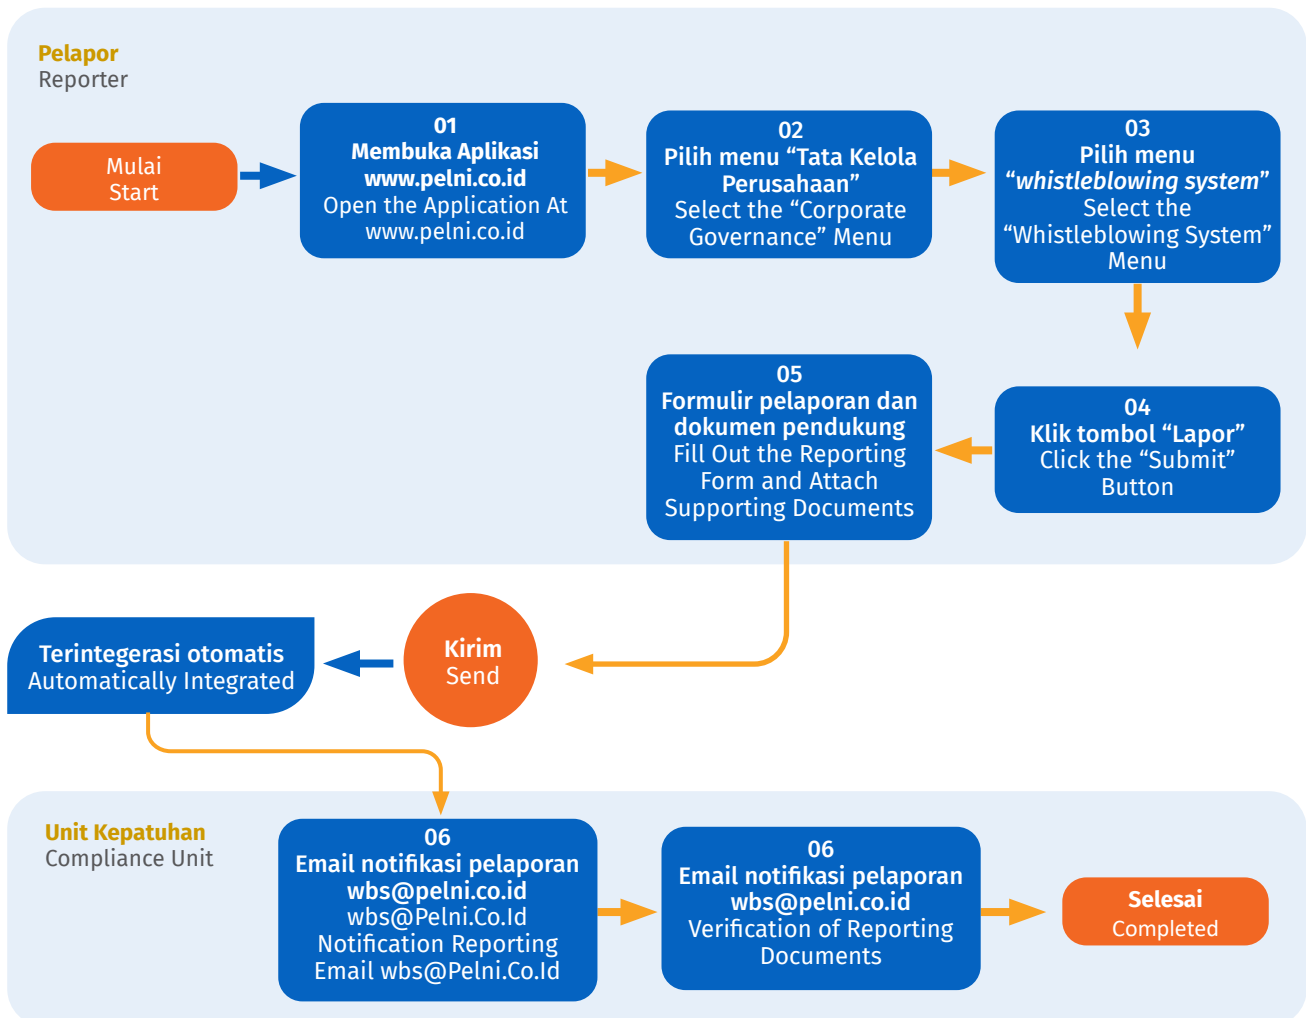 Pelapor
Reporter
Mulai
Start
01
Membuka Aplikasi
www.pelni.co.id
Open the Application At
www.pelni.co.id
02
Pilih menu “Tata Kelola
Perusahaan”
Select the “Corporate
Governance” Menu
03
Pilih menu
“whistleblowing system”
Select the
“Whistleblowing System”
Menu
04
Klik tombol “Lapor”
Click the “Submit”
Button
05
Formulir pelaporan dan
dokumen pendukung
Fill Out the Reporting
Form and Attach
Supporting Documents
Kirim
Send
Terintegerasi otomatis
Automatically Integrated
Unit Kepatuhan
Compliance Unit
06
Email notifikasi pelaporan
wbs@pelni.co.id
wbs@Pelni.Co.Id
Notification Reporting
Email wbs@Pelni.Co.Id
06
Email notifikasi pelaporan
wbs@pelni.co.id
Verification of Reporting
Documents
Selesai
Completed